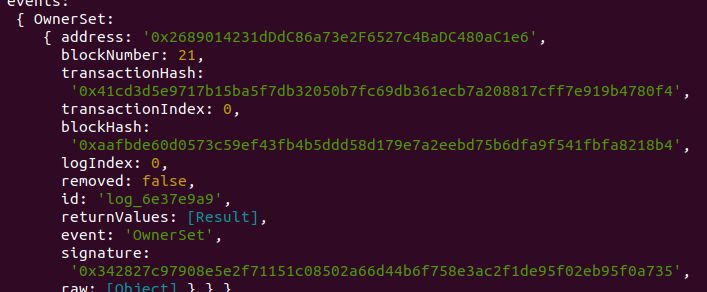 events:
{ OwnerSet:
{ address: '0x2689014231dDdC86a73e2F6527c4BaDC480aC1e6',
blockNumber: 21,
transactionHash:
'0x41cd3d5e9717b15ba5f7db32050b7fc69db361ecb7a208817cff7e919b4780f4',
transactionIndex: 0,
blockHash:
'0xaafbde60d0573c59ef43fb4b5ddd58d179e7a2eebd75b6dfa9f541fbfa8218b4',
logIndex: 0,
removed: false,
id: 'log_6e37e9a9',
returnValues: [Result],
event: 'OwnerSet',
signature:
'0x342827c97908e5e2f71151c08502a66d44b6f758e3ac2f1de95f02eb95f0a735',
raw: [Object] } } }